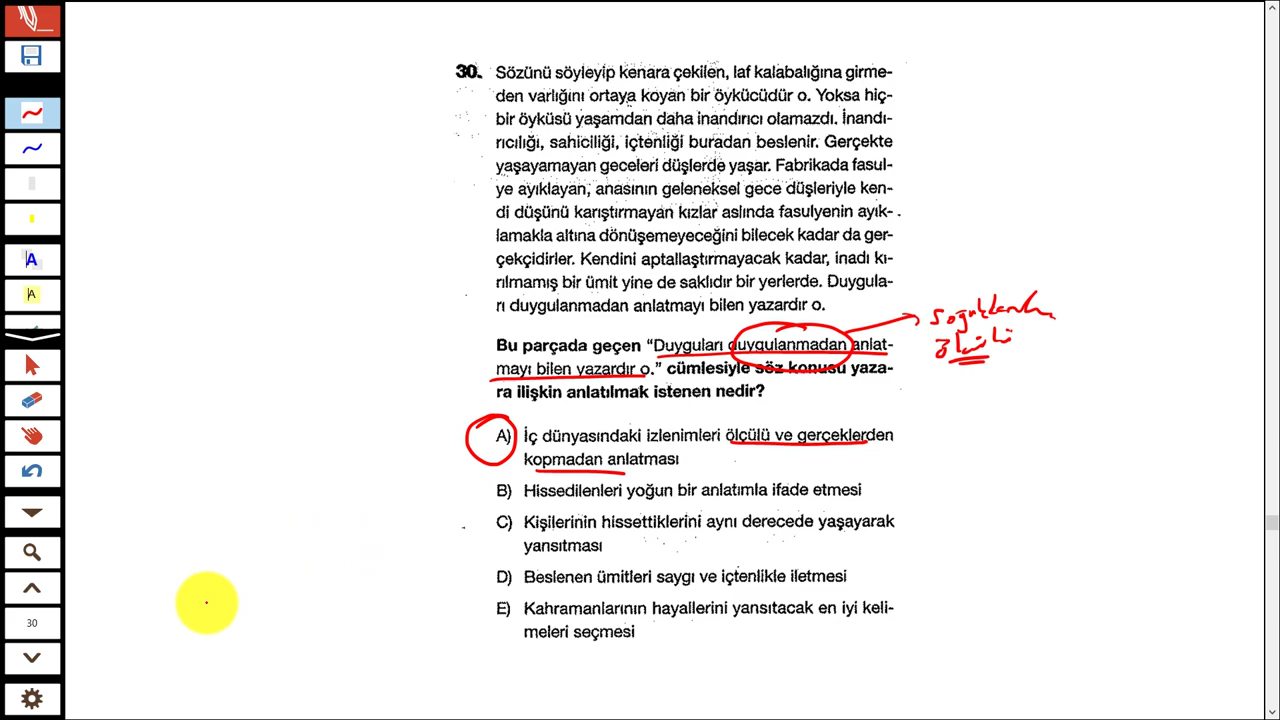 30. Sözünü söyleyip kenara çekilen, laf kalabalığına girme-
den varlığını ortaya koyan bir öykücüdür o. Yoksa hiç-
bir öyküsü yaşamdan daha inandırıcı olamazdı. İnandı-
rıcılığı, sahiciliği, içtenliği buradan beslenir. Gerçekte
yaşayamayan geceleri düşlerde yaşar. Fabrikada fasul-
ye ayıklayan, anasının geleneksel gece düşleriyle ken-
di düşünü karıştırmayan kızlar aslında fasulyenin ayık-
lamakla altına dönüşemeyeceğini bilecek kadar da ger-
çekçidirler. Kendini aptallaştırmayacak kadar, inadı kı-
rılmamış bir ümit yine de saklıdır bir yerlerde. Duygula-
rı duygulanmadan anlatmayı bilen yazardır o.
Bu parçada geçen “Duyguları duygulanmadan anlat-
mayı bilen yazardır o.” cümlesiyle söz konusu yaza-
ra ilişkin anlatılmak istenen nedir?
A) İç dünyasındaki izlenimleri ölçülü ve gerçeklerden
kopmadan anlatması
B) Hissedilenleri yoğun bir anlatımla ifade etmesi
C) Kişilerinin hissettiklerini aynı derecede yaşayarak
yansıtması
D) Beslenen ümitleri saygı ve içtenlikle iletmesi
E) Kahramanlarının hayallerini yansıtacak en iyi keli-
meleri seçmesi
ölçülü
A
A
30